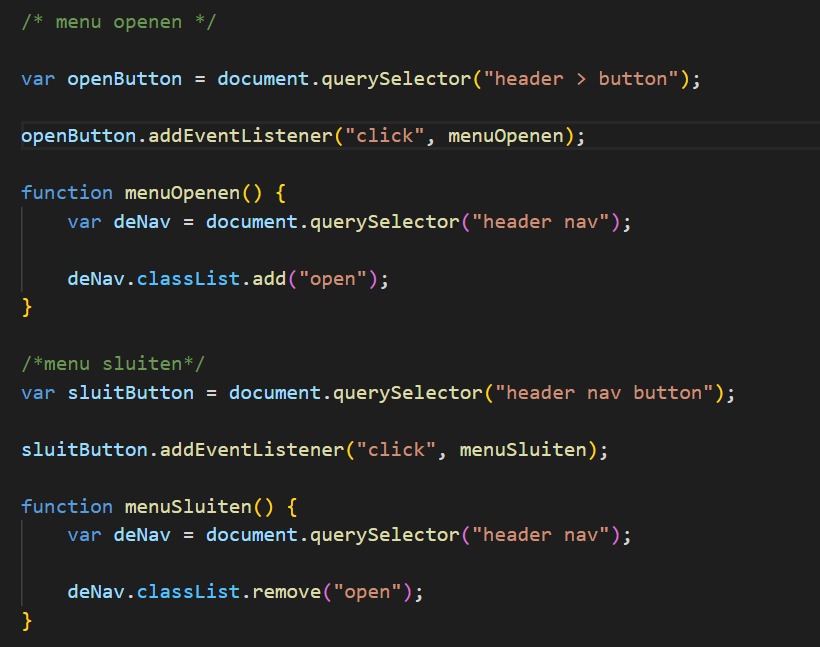 /* menu openen */
var openButton = document.querySelector("header > button");
openButton.addEventListener("click", menuOpenen);
function menuOpenen() {
    var deNav = document.querySelector("header nav");
    deNav.classList.add("open");
}
/*menu sluiten*/
var sluitButton = document.querySelector("header nav button");
sluitButton.addEventListener("click", menuSluiten);
function menuSluiten() {
    var deNav = document.querySelector("header nav");
    deNav.classList.remove("open");
}